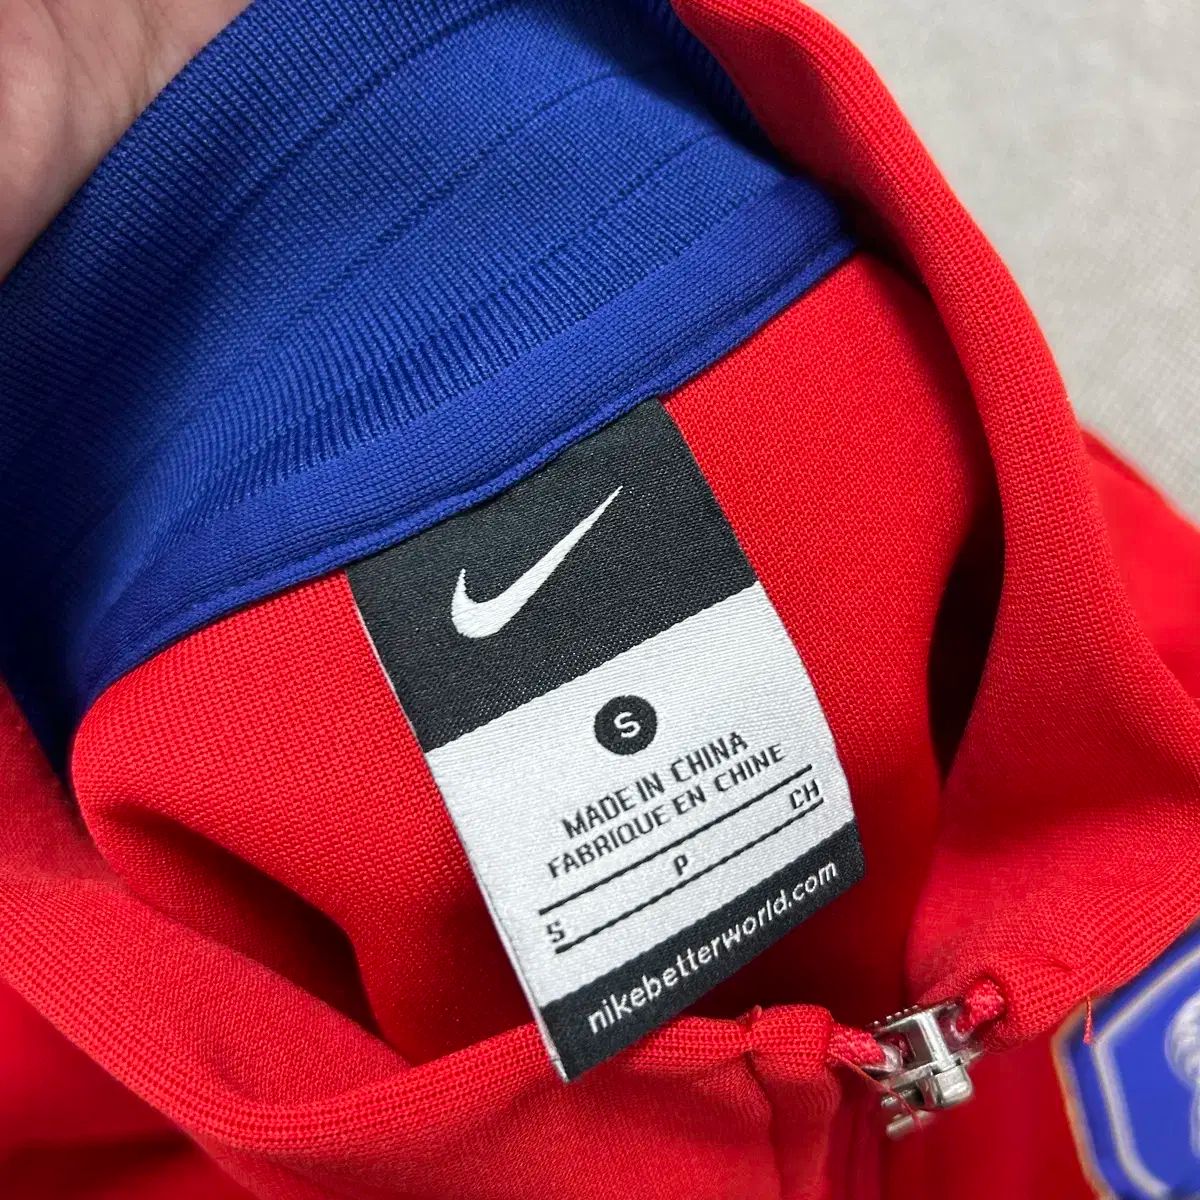 S
MADE IN CHINA
FABRIQUE EN CHINE
S P CH
nikebetterworld.com